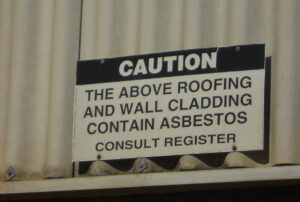 CAUTION
THE ABOVE ROOFING
AND WALL CLADDING
CONTAIN ASBESTOS
CONSULT REGISTER